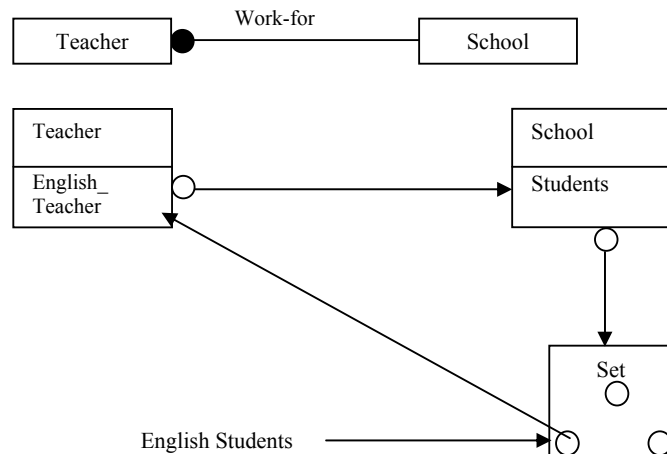 Work-for
Teacher
School
Teacher
School
English_
Teacher
Students
Set
English Students